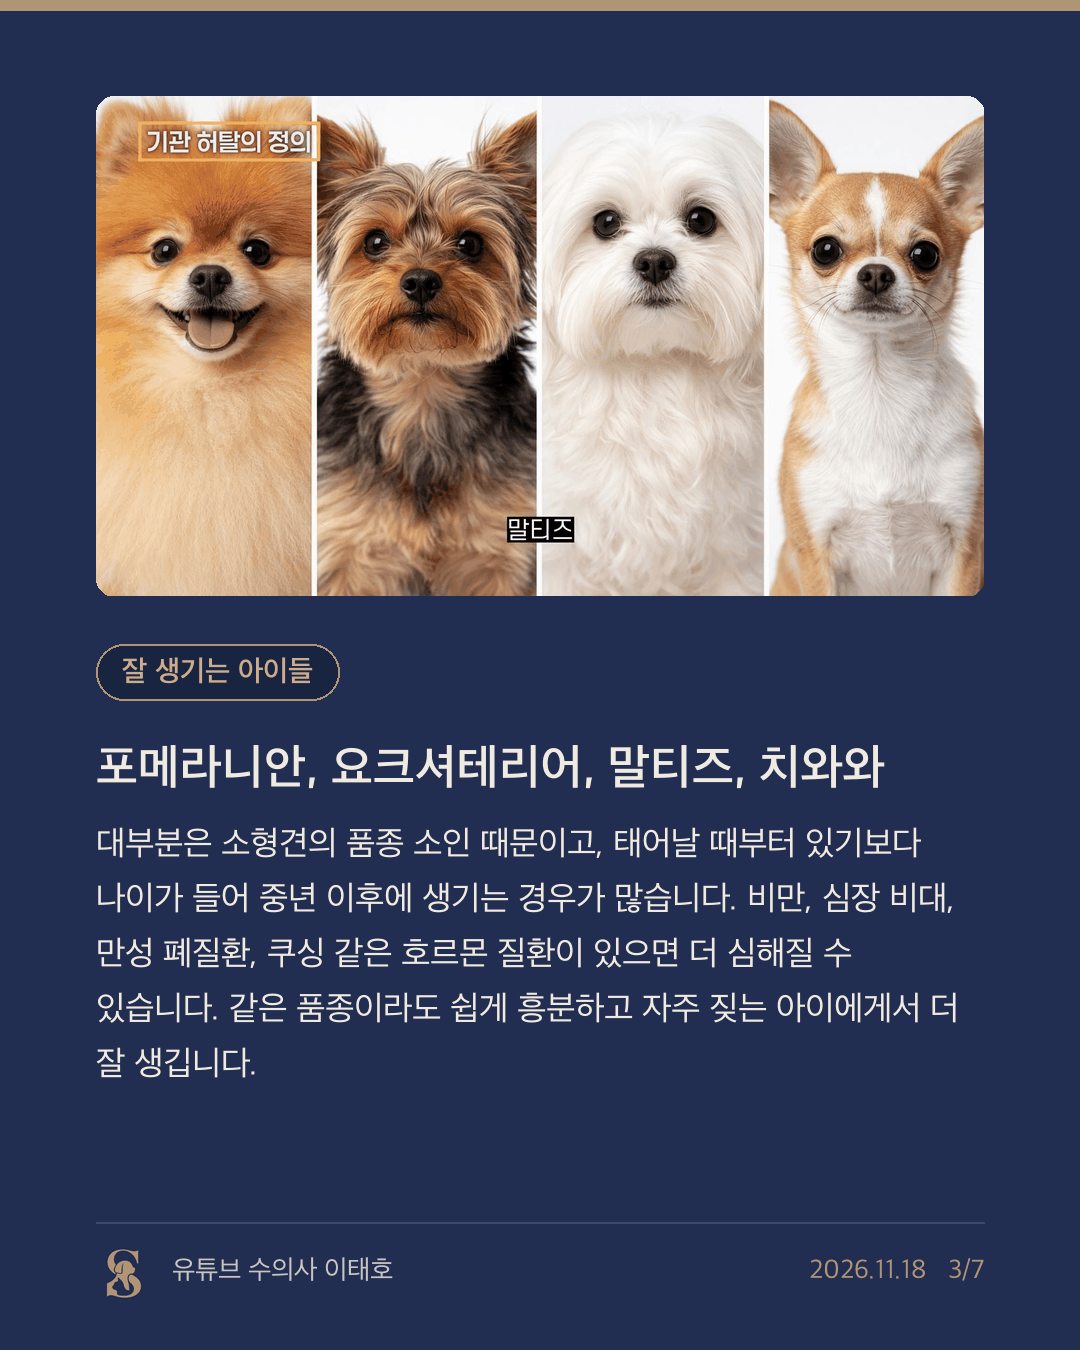 기관 허탈의 정의
말티즈
잘 생기는 아이들
포메라니안, 요크셔테리어, 말티즈, 치와와
대부분은 소형견의 품종 소인 때문이고, 태어날 때부터 있기보다
나이가 들어 중년 이후에 생기는 경우가 많습니다. 비만, 심장 비대,
만성 폐질환, 쿠싱 같은 호르몬 질환이 있으면 더 심해질 수
있습니다. 같은 품종이라도 쉽게 흥분하고 자주 짖는 아이에게서 더
잘 생깁니다.
유튜브 수의사 이태호
2026.11.18 3/7